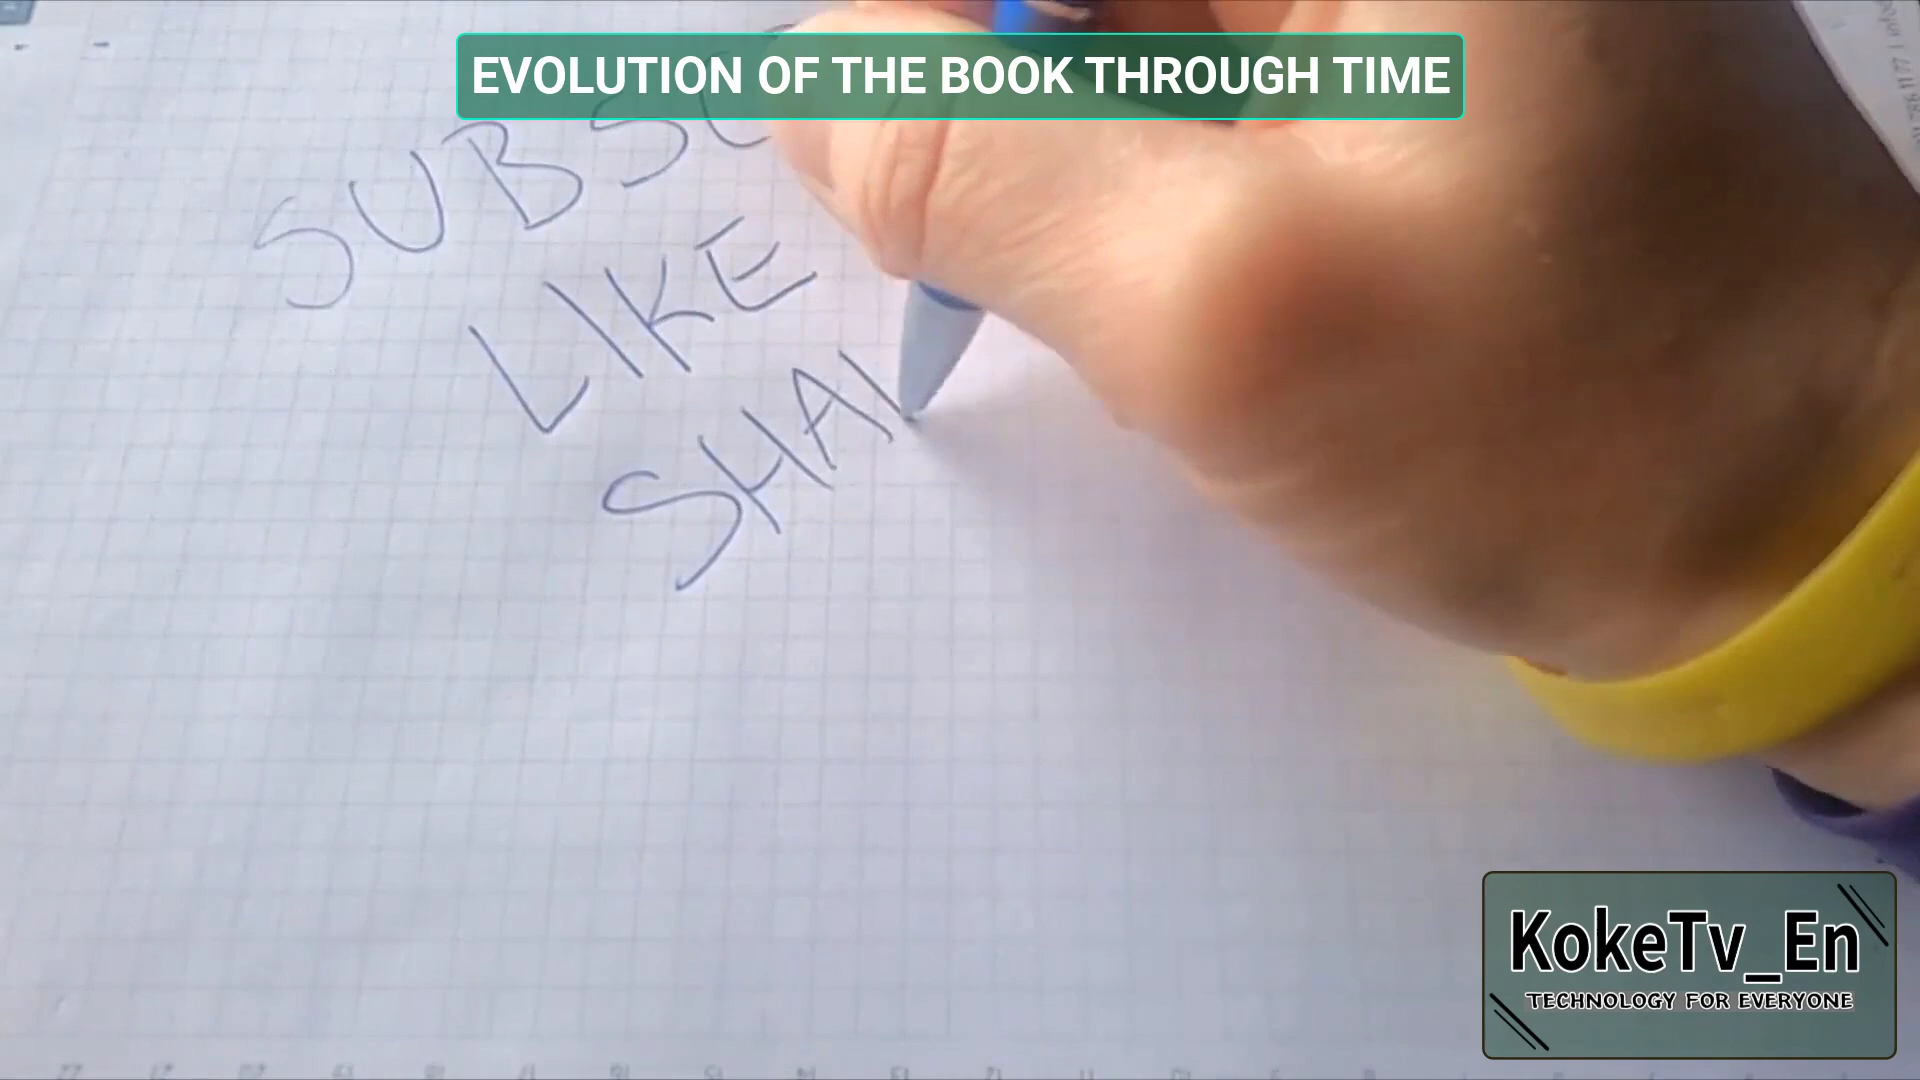 EVOLUTION OF THE BOOK THROUGH TIME
SUBSC
LIKE
SHA
KokeTv_En
TECHNOLOGY FOR EVERYONE